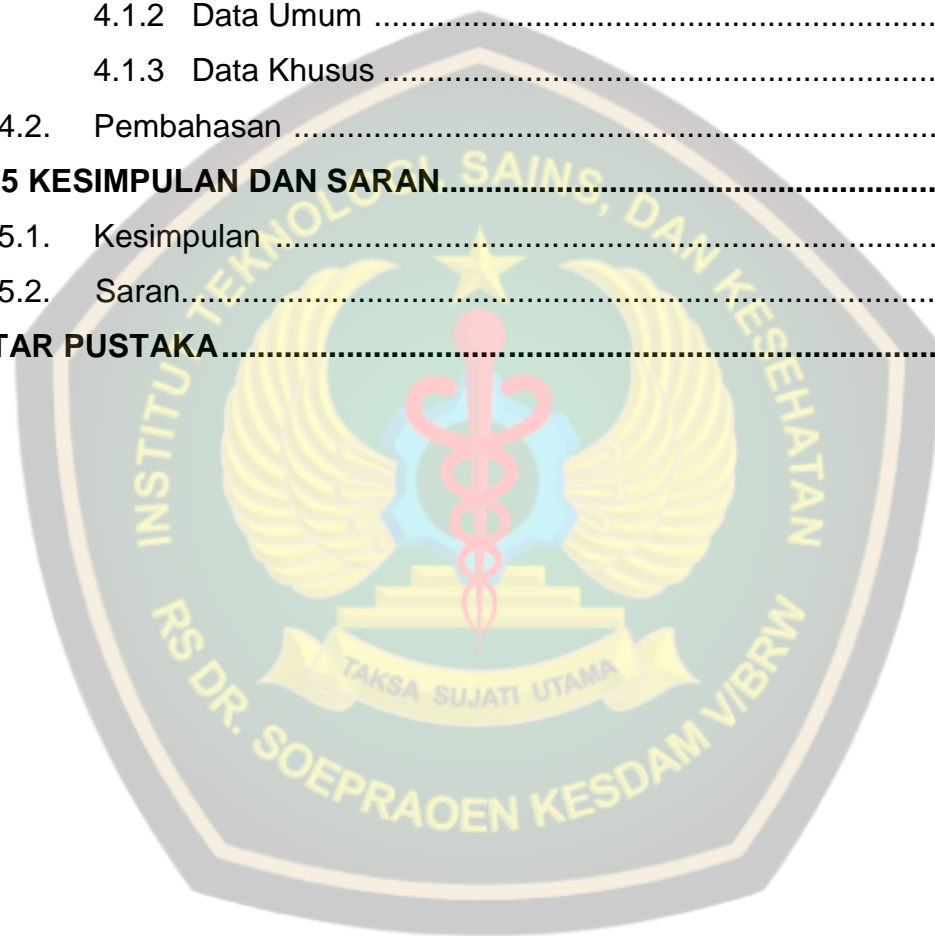 4.1.2 Data Umum ..........................................................................
4.1.3 Data Khusus ..........................................................................
4.2. Pembahasan ..........................................................................
5 KESIMPULAN DAN SARAN..........................................................................
5.1. Kesimpulan ..........................................................................
5.2. Saran..........................................................................
TAR PUSTAKA..........................................................................
INSTITU TEKNOLOGI, SAINS, DAN KESEHATAN
TAKSA SUJATI UTAMA
RS DR. SOEPRAOEN KESDAM V/BRW